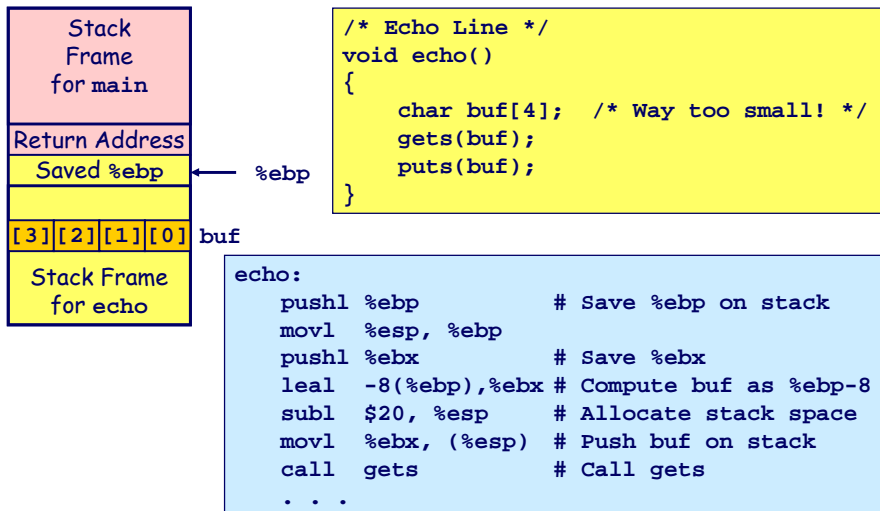 Stack
Frame
for main
Return Address
Saved %ebp
%ebp
[3][2][1][0] buf
Stack Frame
for echo
/* Echo Line */
void echo()
{
    char buf[4];  /* Way too small! */
    gets(buf);
    puts(buf);
}
echo:
   pushl %ebp          # Save %ebp on stack
   movl  %esp, %ebp
   pushl %ebx          # Save %ebx
   leal  -8(%ebp),%ebx # Compute buf as %ebp-8
   subl  $20, %esp     # Allocate stack space
   movl  %ebx, (%esp)  # Push buf on stack
   call  gets          # Call gets
   . . .